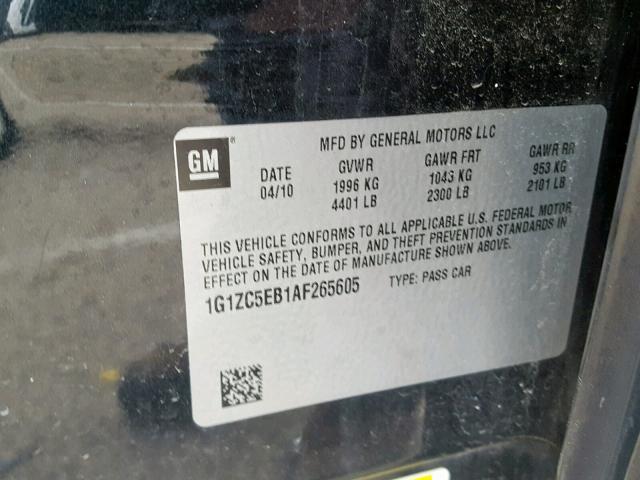 GM ®
MFD BY GENERAL MOTORS LLC
DATE GVWR GAWR FRT GAWR RR
04/10 1996 KG 1043 KG 953 KG
4401 LB 2300 LB 2101 LB
THIS VEHICLE CONFORMS TO ALL APPLICABLE U.S. FEDERAL MOTOR
VEHICLE SAFETY, BUMPER, AND THEFT PREVENTION STANDARDS IN
EFFECT ON THE DATE OF MANUFACTURE SHOWN ABOVE.
1G1ZC5EB1AF265605 TYPE: PASS CAR